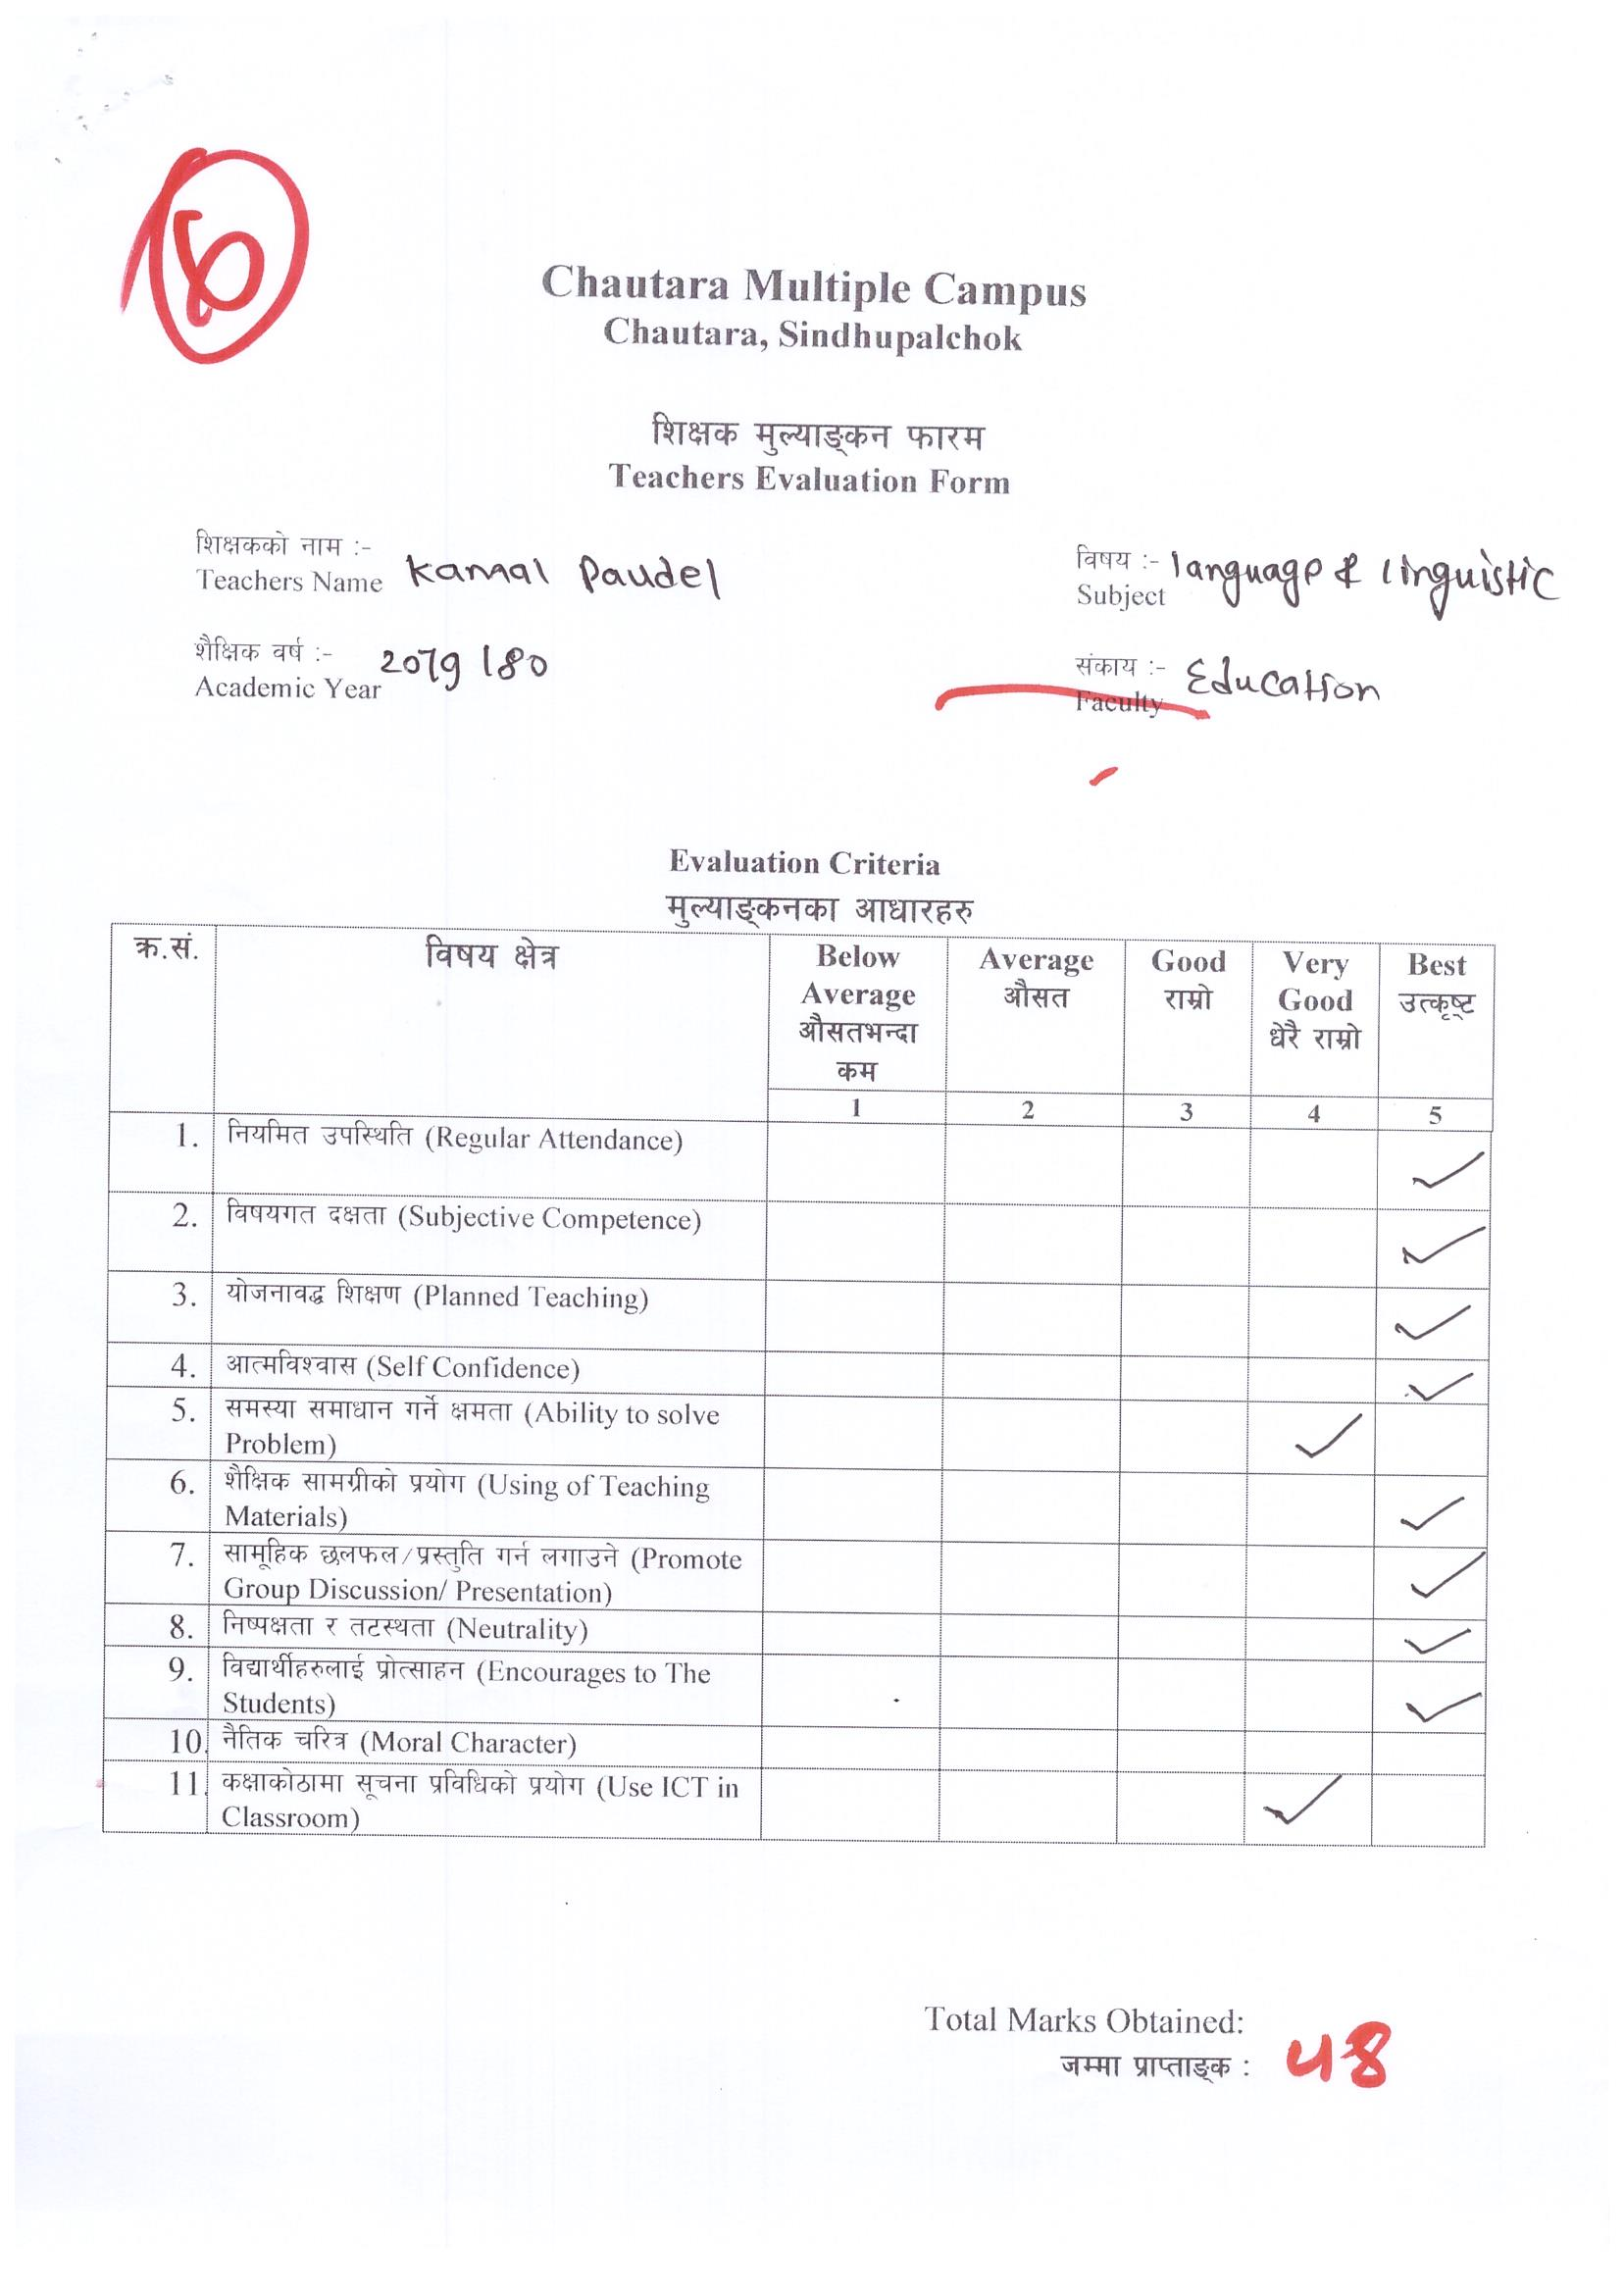 Chautara Multiple Campus
Chautara, Sindhupalchok
शिक्षक मुल्याङ्कन फारम
Teachers Evaluation Form
शिक्षकको नाम :- Kamal Paudel
Teachers Name
विषय :- language & linguistic
Subject
शैक्षिक वर्ष :- 2079/80
Academic Year
संकाय :- Education
Faculty
Evaluation Criteria
मुल्याङ्कनका आधारहरु
क्र.सं. विषय क्षेत्र Below Average Good Very Best
Average औसत राम्रो Good उत्कृष्ट
औसतभन्दा धेरै राम्रो
कम
1 2 3 4 5
1. नियमित उपस्थिति (Regular Attendance) ✓
2. विषयगत दक्षता (Subjective Competence) ✓
3. योजनावद्ध शिक्षण (Planned Teaching) ✓
4. आत्मविश्वास (Self Confidence) ✓
5. समस्या समाधान गर्ने क्षमता (Ability to solve ✓
Problem)
6. शैक्षिक सामग्रीको प्रयोग (Using of Teaching ✓
Materials)
7. सामूहिक छलफल/प्रस्तुति गर्न लगाउने (Promote ✓
Group Discussion/ Presentation)
8. निष्पक्षता र तटस्थता (Neutrality) ✓
9. विद्यार्थीहरुलाई प्रोत्साहन (Encourages to The ✓
Students)
10. नैतिक चरित्र (Moral Character)
11. कक्षाकोठामा सूचना प्रविधिको प्रयोग (Use ICT in ✓
Classroom)
Total Marks Obtained:
जम्मा प्राप्ताङ्क : 48